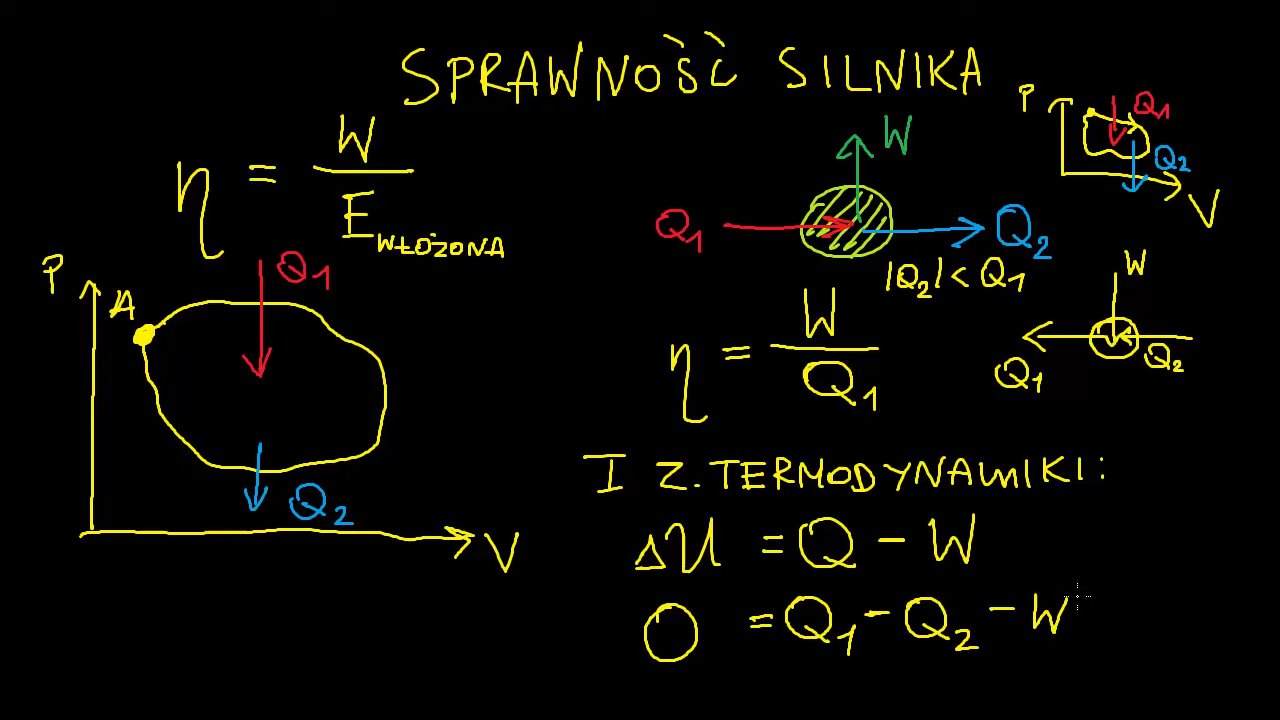 SPRAWNOŚĆ SILNIKA
η = W / E WŁOŻONA
P
A
Q1
Q2
V
W
Q1
Q2
|Q2| < Q1
η = W / Q1
P
Q1
Q2
V
W
Q1
Q2
I Z. TERMODYNAMIKI:
ΔU = Q - W
0 = Q1 - Q2 - W